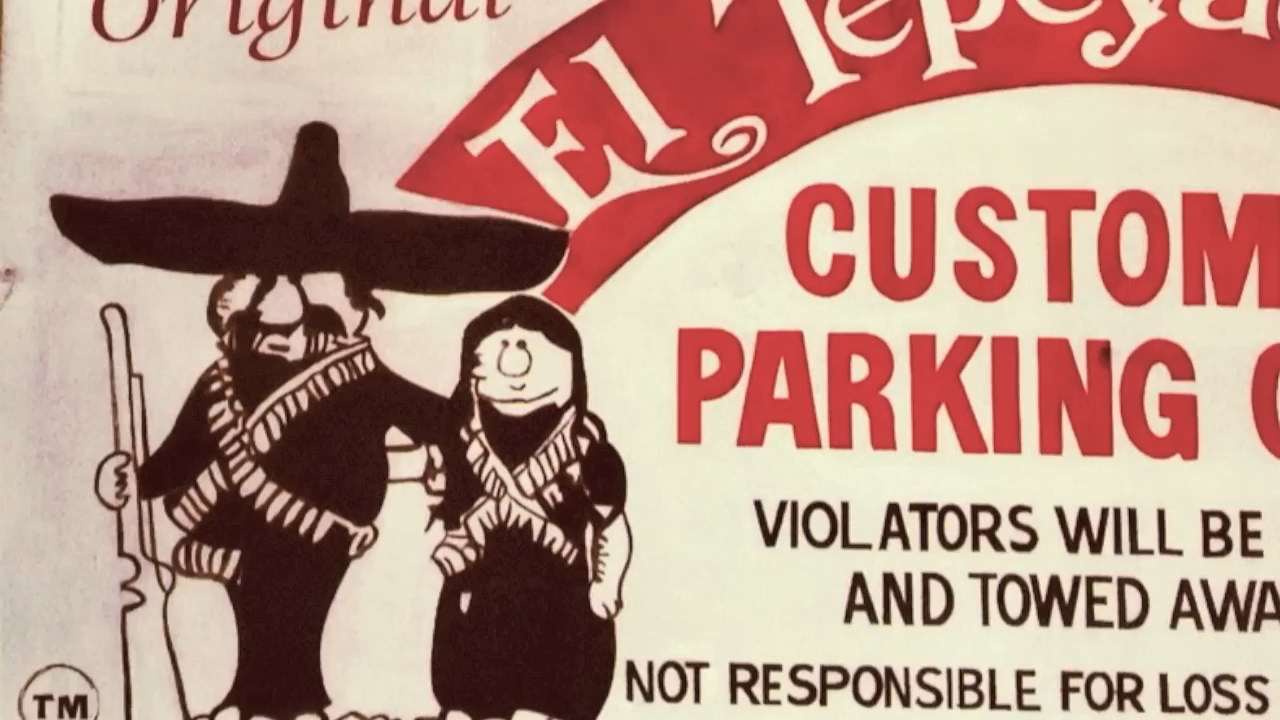 Original
El Tepeya
CUSTOM
PARKING
VIOLATORS WILL BE
AND TOWED AWA
NOT RESPONSIBLE FOR LOSS
TM